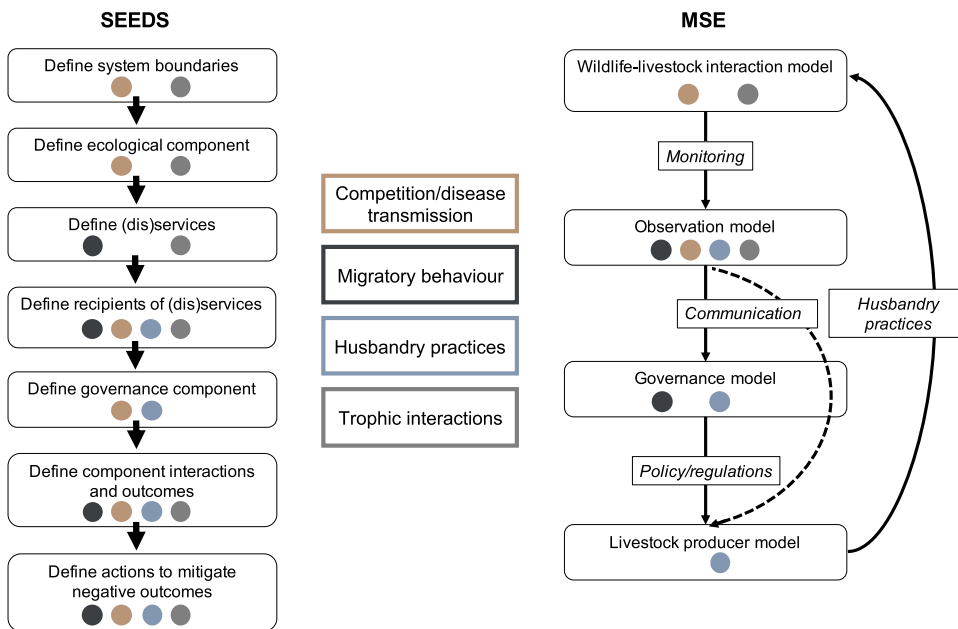 SEEDS
Define system boundaries
Define ecological component
Define (dis)services
Define recipients of (dis)services
Define governance component
Define component interactions
and outcomes
Define actions to mitigate
negative outcomes
Competition/disease
transmission
Migratory behaviour
Husbandry practices
Trophic interactions
MSE
Wildlife-livestock interaction model
Monitoring
Observation model
Communication
Husbandry
practices
Governance model
Policy/regulations
Livestock producer model